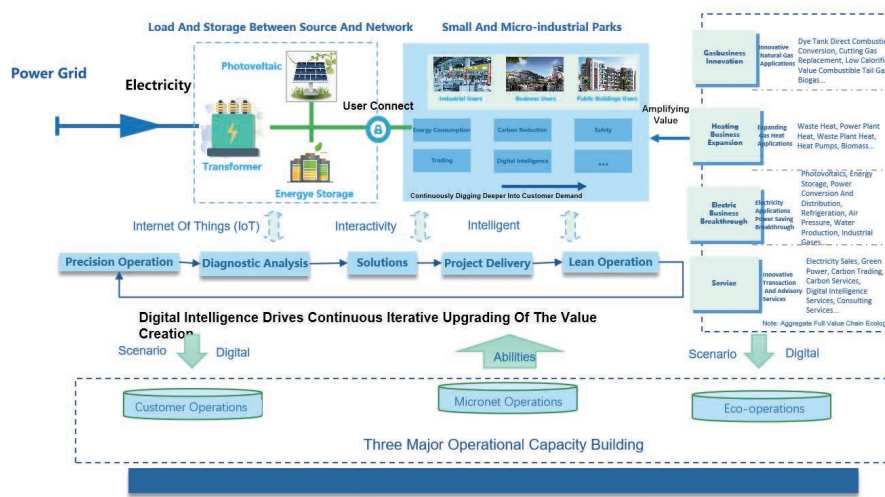 Load And Storage Between Source And Network
Small And Micro-industrial Parks
Power Grid
Electricity
Photovoltaic
Transformer
Energye Storage
User Connect
Industrial Users
Business Users
Public Buildings Users
Energy Consumption
Carbon Reduction
Safety
Trading
Digital Intelligence
...
Continuously Digging Deeper Into Customer Demand
Amplifying
Value
Gasbusiness
Innovation
Innovative
Natural Gas
Applications
Dye Tank Direct Combustic
Conversion, Cutting Gas
Replacement, Low Calorifi
Value Combustible Tail Ga
Biogas...
Heating
Business
Expansion
Expanding
Gas Heat
Applications
Waste Heat, Power Plant
Heat, Waste Plant Heat,
Heat Pumps, Biomass...
Electric
Business
Breakthrough
Electricity
Applications
Power Saving
Breakthrough
Photovoltaics, Energy
Storage, Power
Conversion And
Distribution,
Refrigeration, Air
Pressure, Water
Production, Industrial
Gases...
Service
Innovative
Transaction
And Advisory
Services
Electricity Sales, Green
Power, Carbon Trading,
Carbon Services,
Digital Intelligence
Services, Consulting
Services...
Note: Aggregate Full Value Chain Ecolog
Internet Of Things (IoT)
Interactivity
Intelligent
Precision Operation
Diagnostic Analysis
Solutions
Project Delivery
Lean Operation
Digital Intelligence Drives Continuous Iterative Upgrading Of The Value
Creation
Scenario
Digital
Abilities
Scenario
Digital
Customer Operations
Micronet Operations
Eco-operations
Three Major Operational Capacity Building